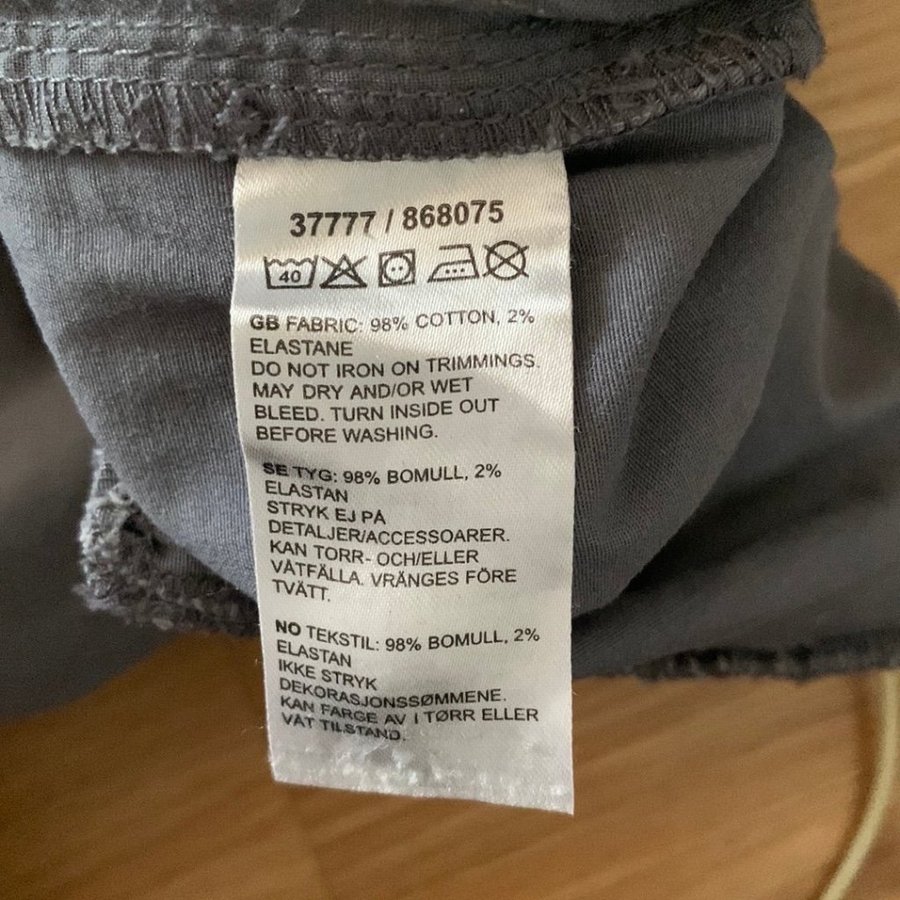 37777 / 868075
40
GB FABRIC: 98% COTTON, 2%
ELASTANE
DO NOT IRON ON TRIMMINGS.
MAY DRY AND/OR WET
BLEED. TURN INSIDE OUT
BEFORE WASHING.
SE TYG: 98% BOMULL, 2%
ELASTAN
STRYK EJ PÅ
DETALJER/ACCESSOARER.
KAN TORR- OCH/ELLER
VÅTFÄLLA. VRÄNGES FÖRE
TVÄTT.
NO TEKSTIL: 98% BOMULL, 2%
ELASTAN
IKKE STRYK
DEKORASJONSSØMMENE.
KAN FARGE AV I TØRR ELLER
VÅT TILSTAND.